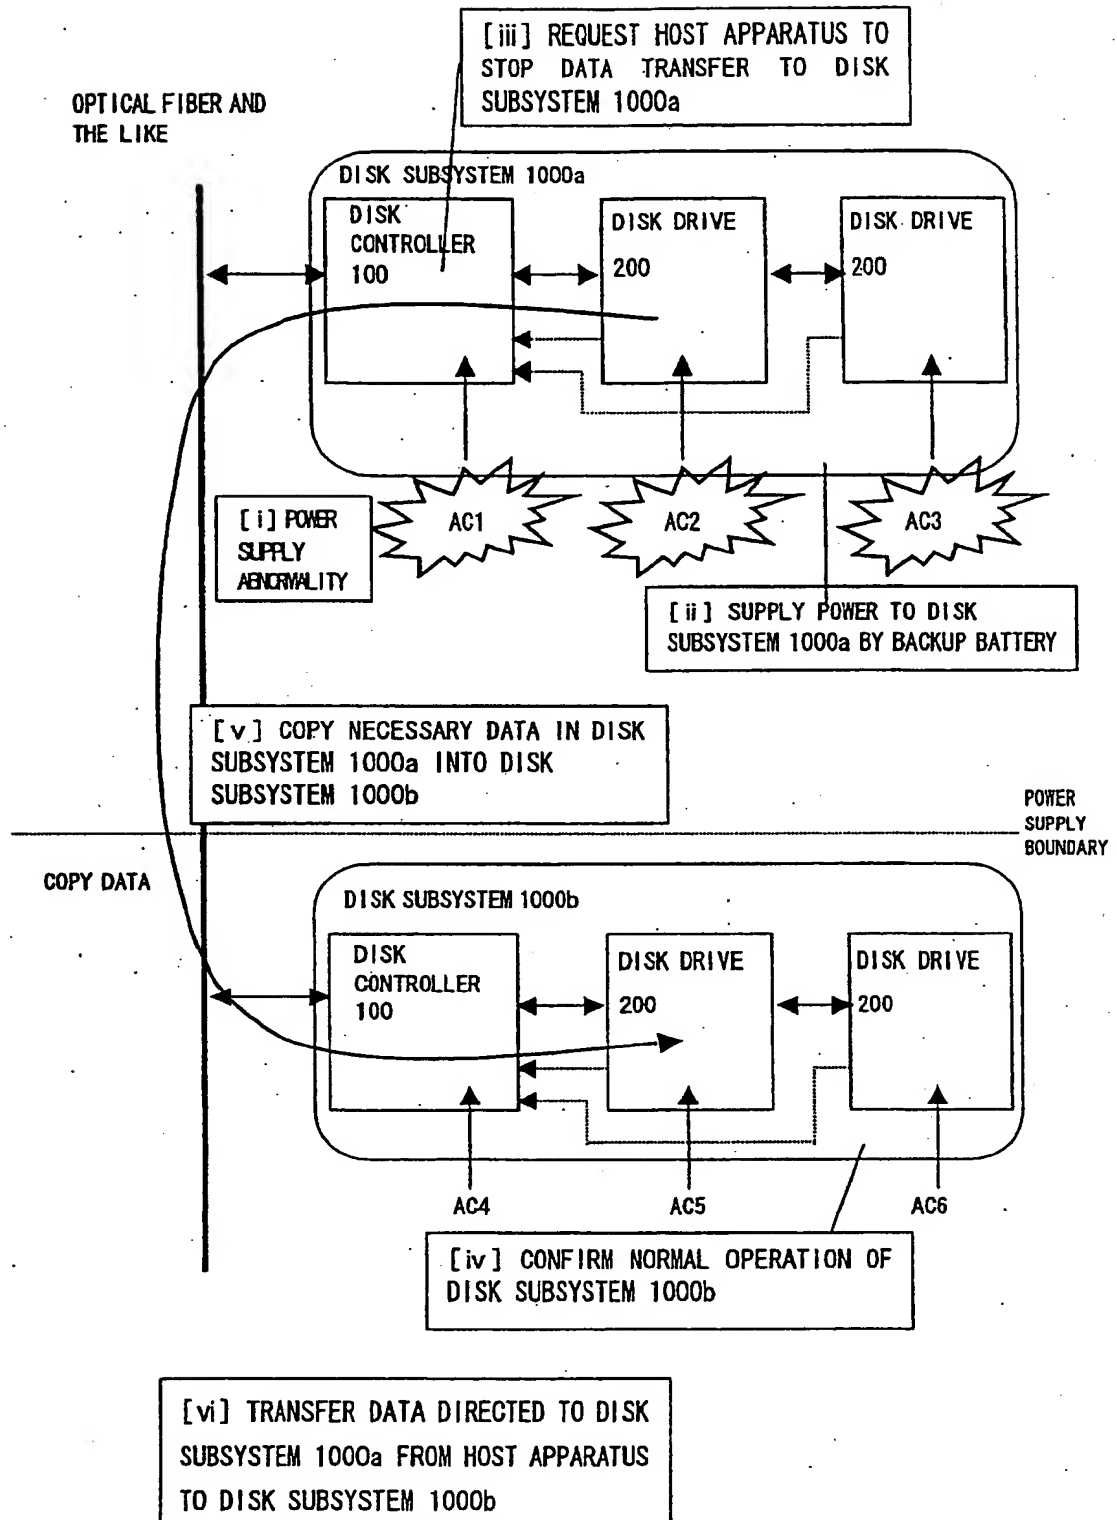 [iii] REQUEST HOST APPARATUS TO
STOP DATA TRANSFER TO DISK
SUBSYSTEM 1000a
OPTICAL FIBER AND
THE LIKE
DISK SUBSYSTEM 1000a
DISK
CONTROLLER
100
DISK DRIVE
200
DISK DRIVE
200
[i] POWER
SUPPLY
ABNORMALITY
AC1
AC2
AC3
[ii] SUPPLY POWER TO DISK
SUBSYSTEM 1000a BY BACKUP BATTERY
[v] COPY NECESSARY DATA IN DISK
SUBSYSTEM 1000a INTO DISK
SUBSYSTEM 1000b
POWER
SUPPLY
BOUNDARY
COPY DATA
DISK SUBSYSTEM 1000b
DISK
CONTROLLER
100
DISK DRIVE
200
DISK DRIVE
200
AC4
AC5
AC6
[iv] CONFIRM NORMAL OPERATION OF
DISK SUBSYSTEM 1000b
[vi] TRANSFER DATA DIRECTED TO DISK
SUBSYSTEM 1000a FROM HOST APPARATUS
TO DISK SUBSYSTEM 1000b